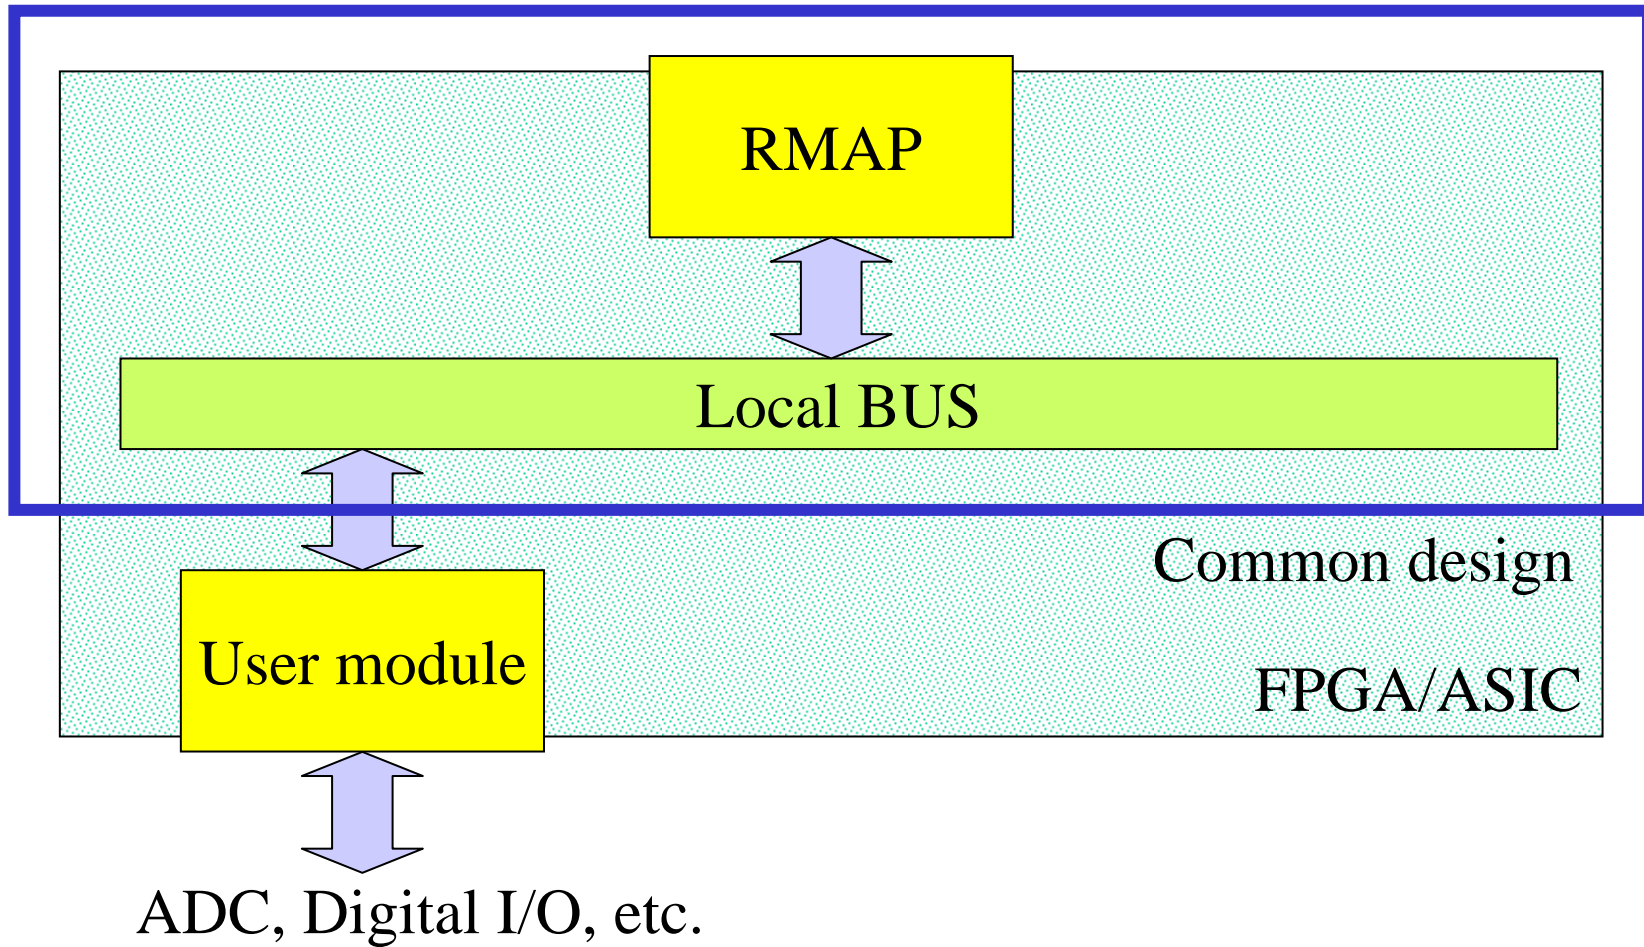 RMAP
Local BUS
Common design
User module
FPGA/ASIC
ADC, Digital I/O, etc.